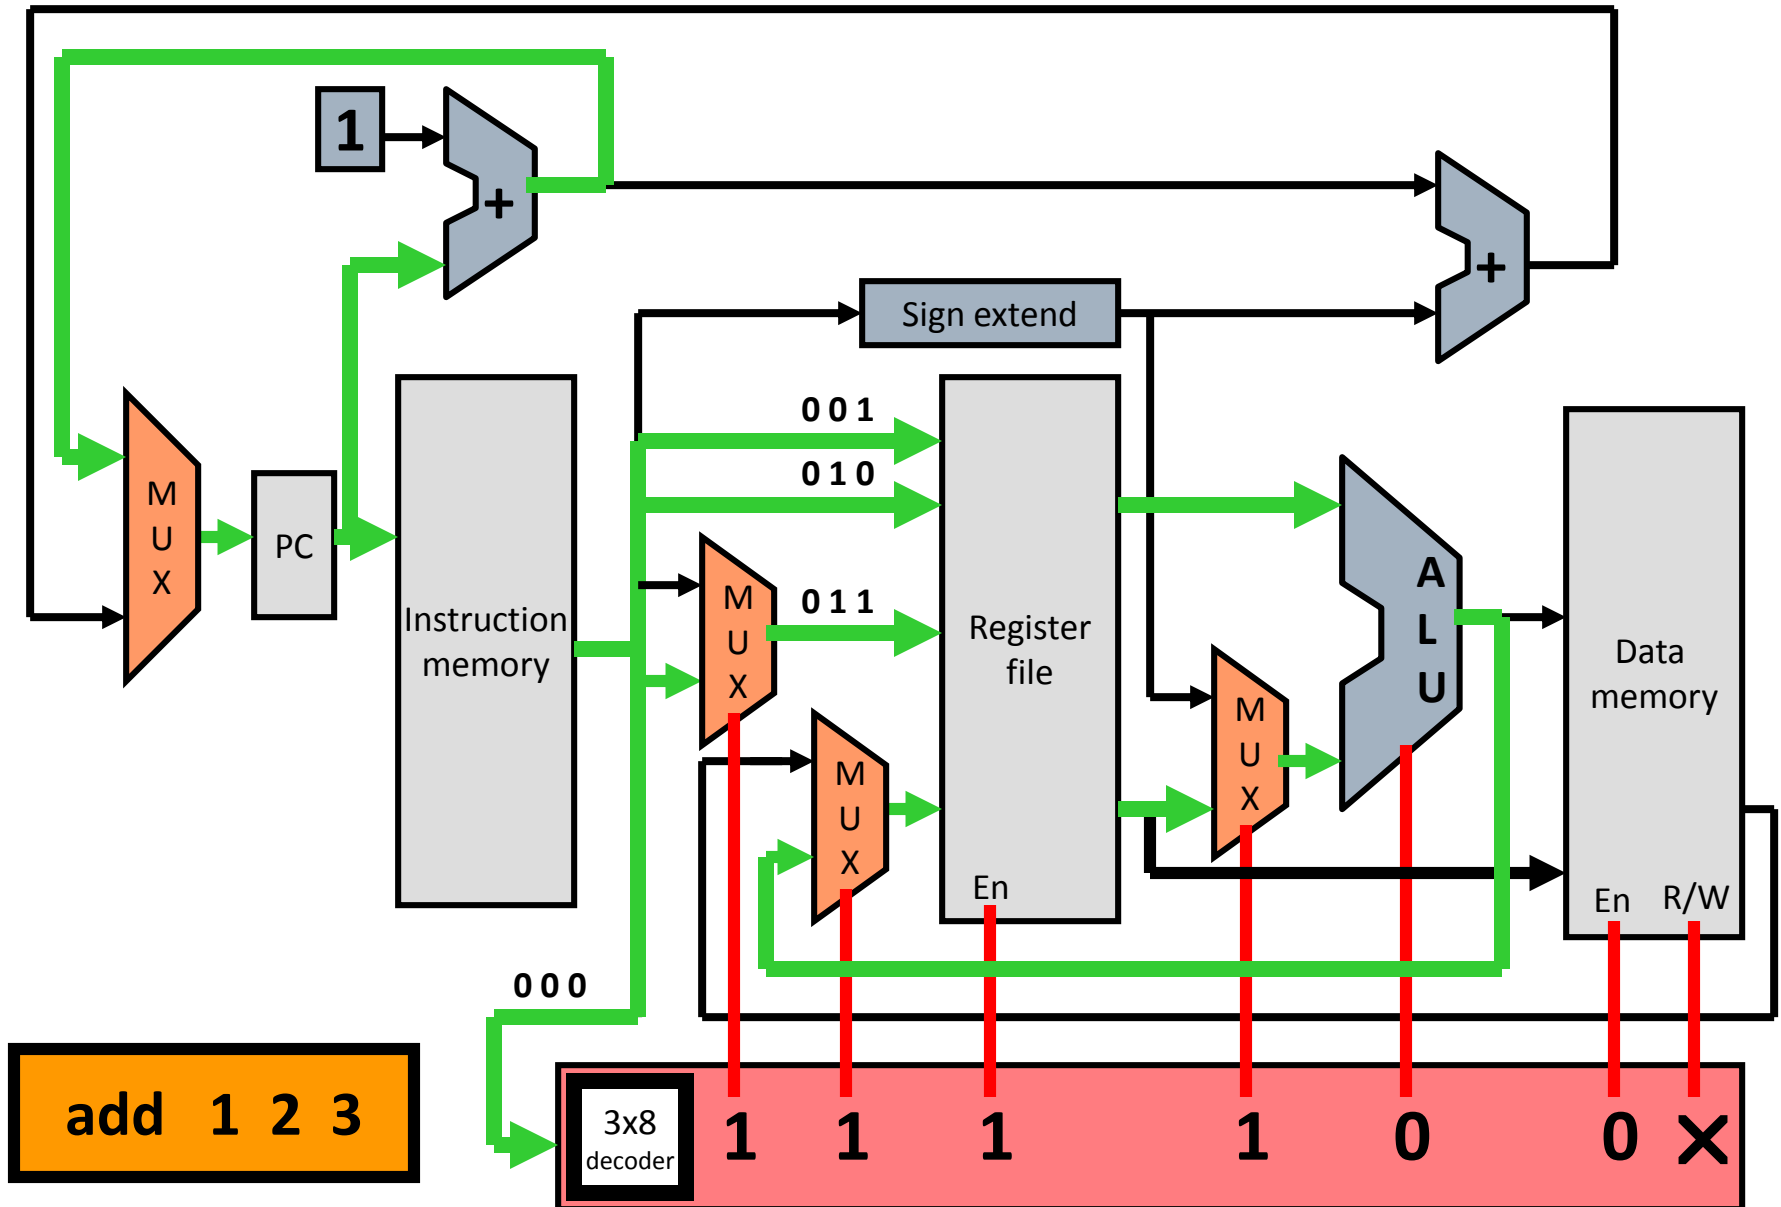 1
+
+
Sign extend
0 0 1
0 1 0
0 1 1
M
U
X
PC
Instruction
memory
M
U
X
M
U
X
Register
file
En
M
U
X
A
L
U
Data
memory
En R/W
0 0 0
add 1 2 3
3x8
decoder
1 1 1 1 0 0 X